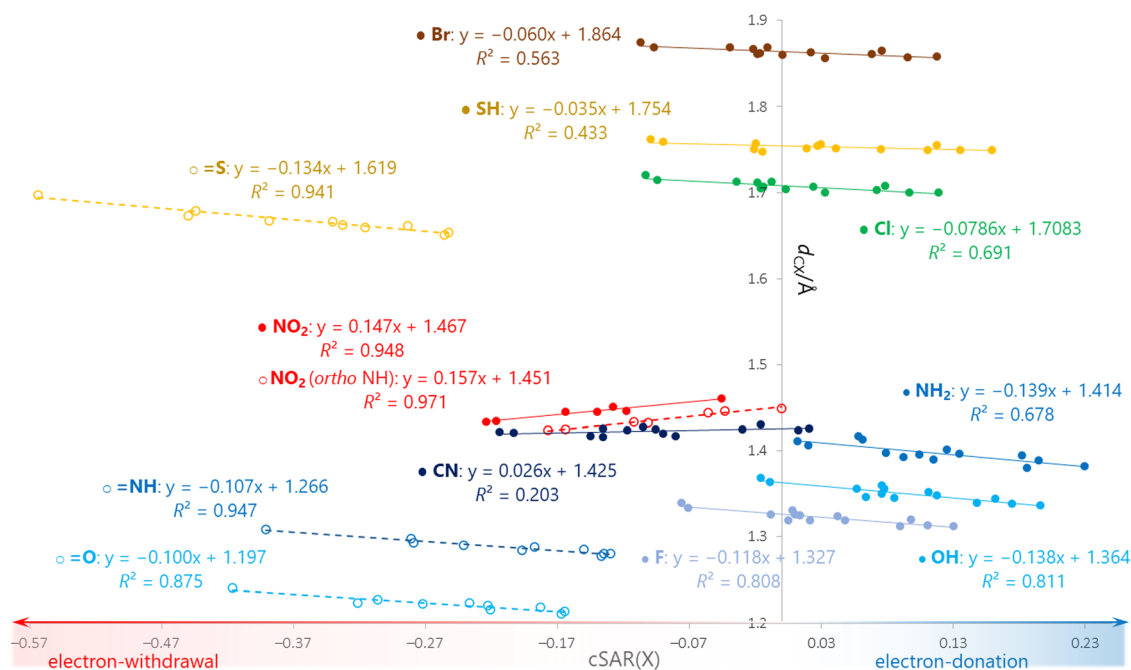 1.9
● Br: y = −0.060x + 1.864
R² = 0.563
1.8
● SH: y = −0.035x + 1.754
R² = 0.433
○ =S: y = −0.134x + 1.619
R² = 0.941
1.7
● Cl: y = −0.0786x + 1.7083
R² = 0.691
dCX/Å
1.6
● NO₂: y = 0.147x + 1.467
R² = 0.948
○ NO₂ (ortho NH): y = 0.157x + 1.451
R² = 0.971
1.5
● NH₂: y = −0.139x + 1.414
R² = 0.678
1.4
● CN: y = 0.026x + 1.425
R² = 0.203
○ =NH: y = −0.107x + 1.266
R² = 0.947
1.3
○ =O: y = −0.100x + 1.197
R² = 0.875
● F: y = −0.118x + 1.327
R² = 0.808
● OH: y = −0.138x + 1.364
R² = 0.811
1.2
−0.57 −0.47 −0.37 −0.27 −0.17 −0.07 0.03 0.13 0.23
electron-withdrawal cSAR(X) electron-donation